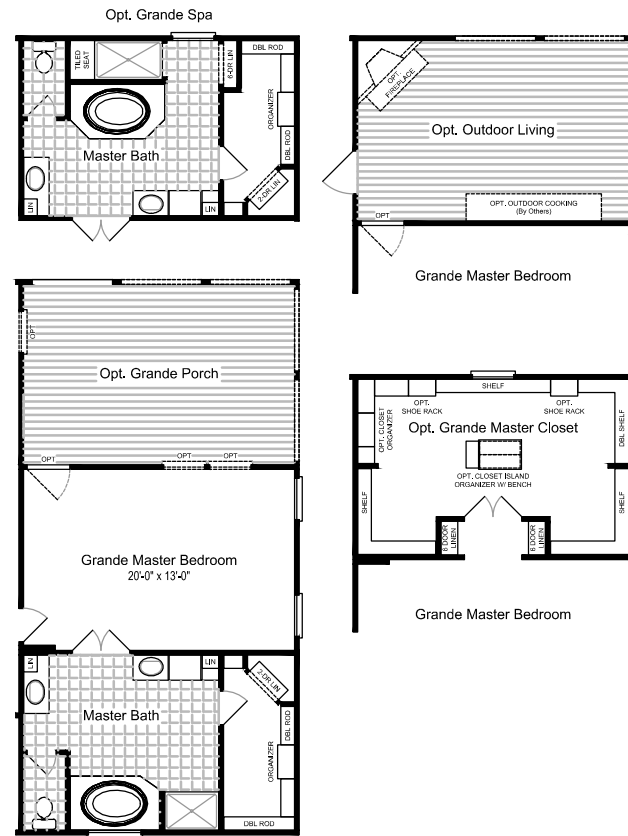 Opt. Grande Spa
TILED
SEAT
6-DR LIN
DBL ROD
ORGANIZER
DBL ROD
Master Bath
2-DR LIN
LIN
LIN
OPT.
FIREPLACE
Opt. Outdoor Living
OPT. OUTDOOR COOKING
(By Others)
OPT
Grande Master Bedroom
OPT
Opt. Grande Porch
OPT
OPT
OPT
Grande Master Bedroom
20'-0" x 13'-0"
LIN
LIN
2-DR LIN
Master Bath
DBL ROD
ORGANIZER
DBL ROD
SHELF
OPT.
SHOE RACK
OPT.
SHOE RACK
OPT. CLOSET
ORGANIZER
Opt. Grande Master Closet
DBL SHELF
OPT. CLOSET ISLAND
ORGANIZER W/ BENCH
SHELF
SHELF
8 DOOR
LINEN
8 DOOR
LINEN
Grande Master Bedroom